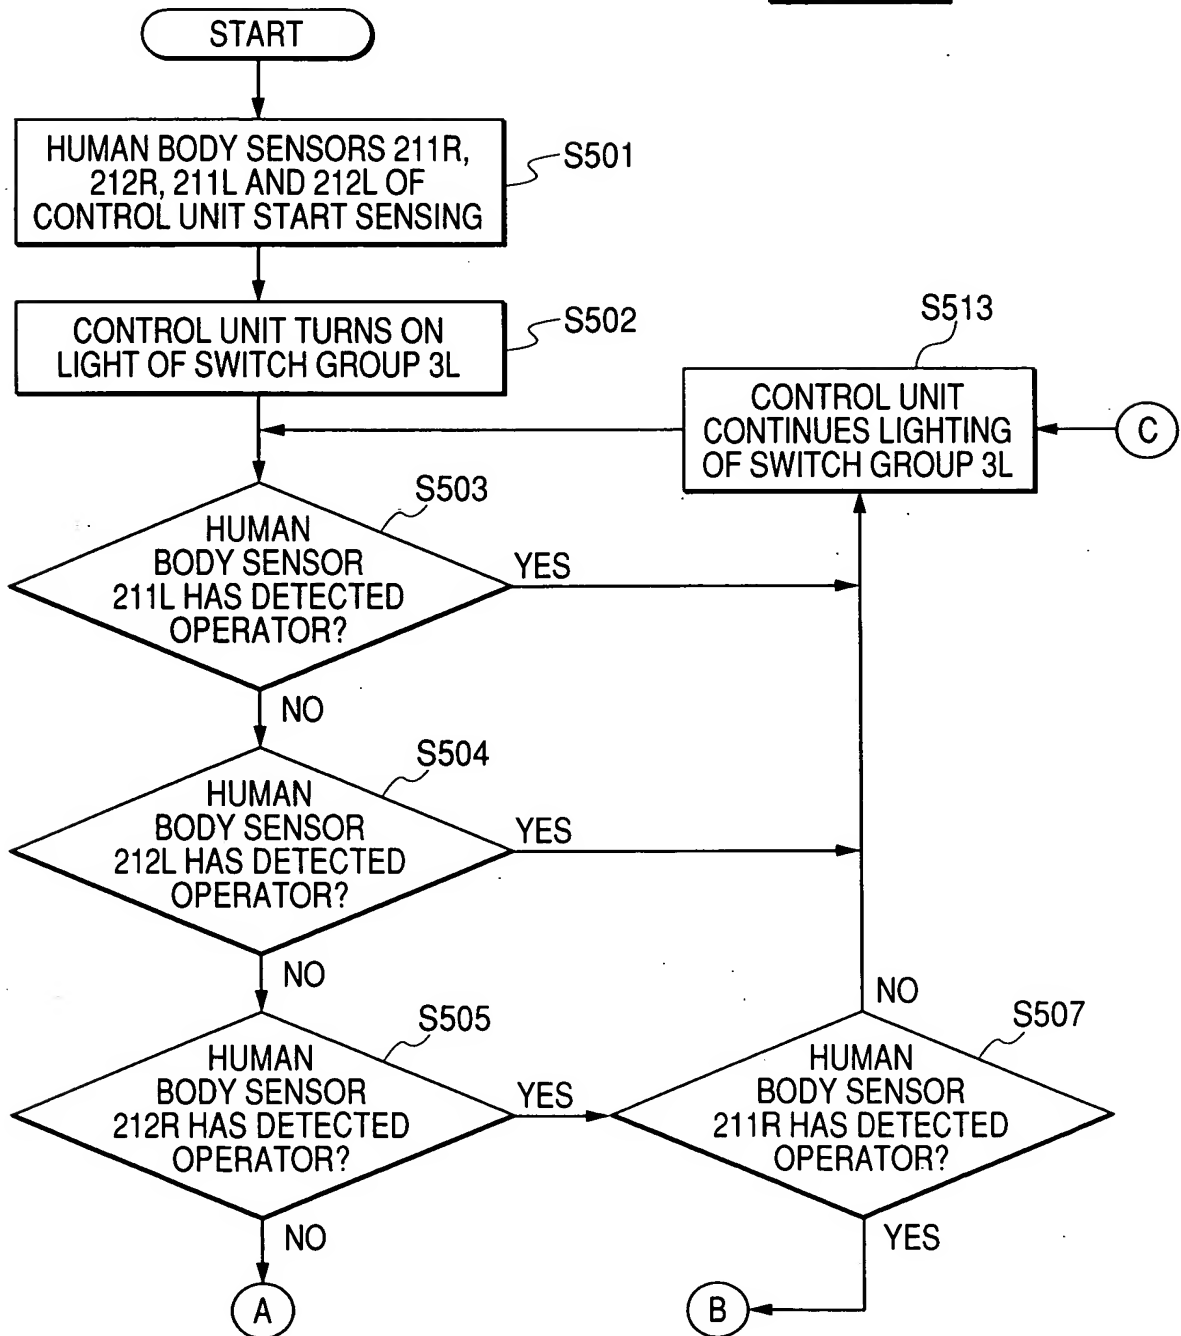 START
HUMAN BODY SENSORS 211R,
212R, 211L AND 212L OF
CONTROL UNIT START SENSING
S501
CONTROL UNIT TURNS ON
LIGHT OF SWITCH GROUP 3L
S502
S513
CONTROL UNIT
CONTINUES LIGHTING
OF SWITCH GROUP 3L
C
S503
HUMAN
BODY SENSOR
211L HAS DETECTED
OPERATOR?
YES
NO
S504
HUMAN
BODY SENSOR
212L HAS DETECTED
OPERATOR?
YES
NO
S505
HUMAN
BODY SENSOR
212R HAS DETECTED
OPERATOR?
YES
NO
S507
HUMAN
BODY SENSOR
211R HAS DETECTED
OPERATOR?
NO
YES
A
B